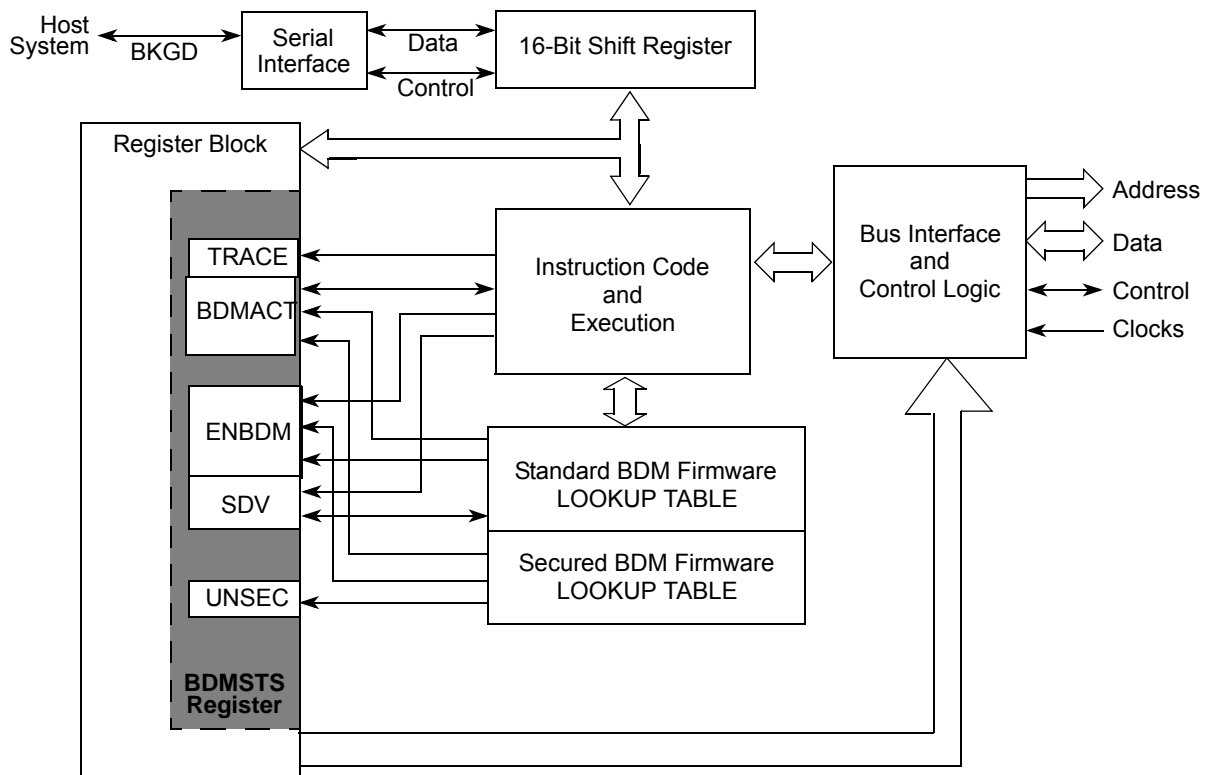 Host
System
BKGD
Serial
Interface
Data
Control
16-Bit Shift Register
Register Block
TRACE
BDMACT
ENBDM
SDV
UNSEC
BDMSTS
Register
Instruction Code
and
Execution
Standard BDM Firmware
LOOKUP TABLE
Secured BDM Firmware
LOOKUP TABLE
Bus Interface
and
Control Logic
Address
Data
Control
Clocks